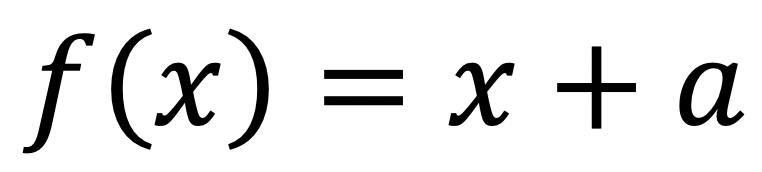 f(x) = x + a